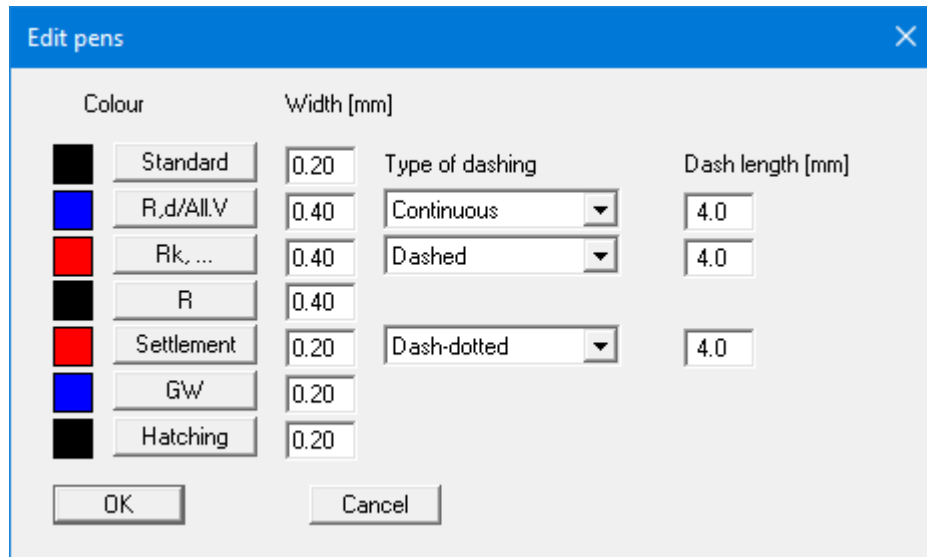 Edit pens
Colour Width [mm]
Standard 0.20 Type of dashing Dash length [mm]
R,d/All.V 0.40 Continuous 4.0
Rk, ... 0.40 Dashed 4.0
R 0.40
Settlement 0.20 Dash-dotted 4.0
GW 0.20
Hatching 0.20
OK Cancel